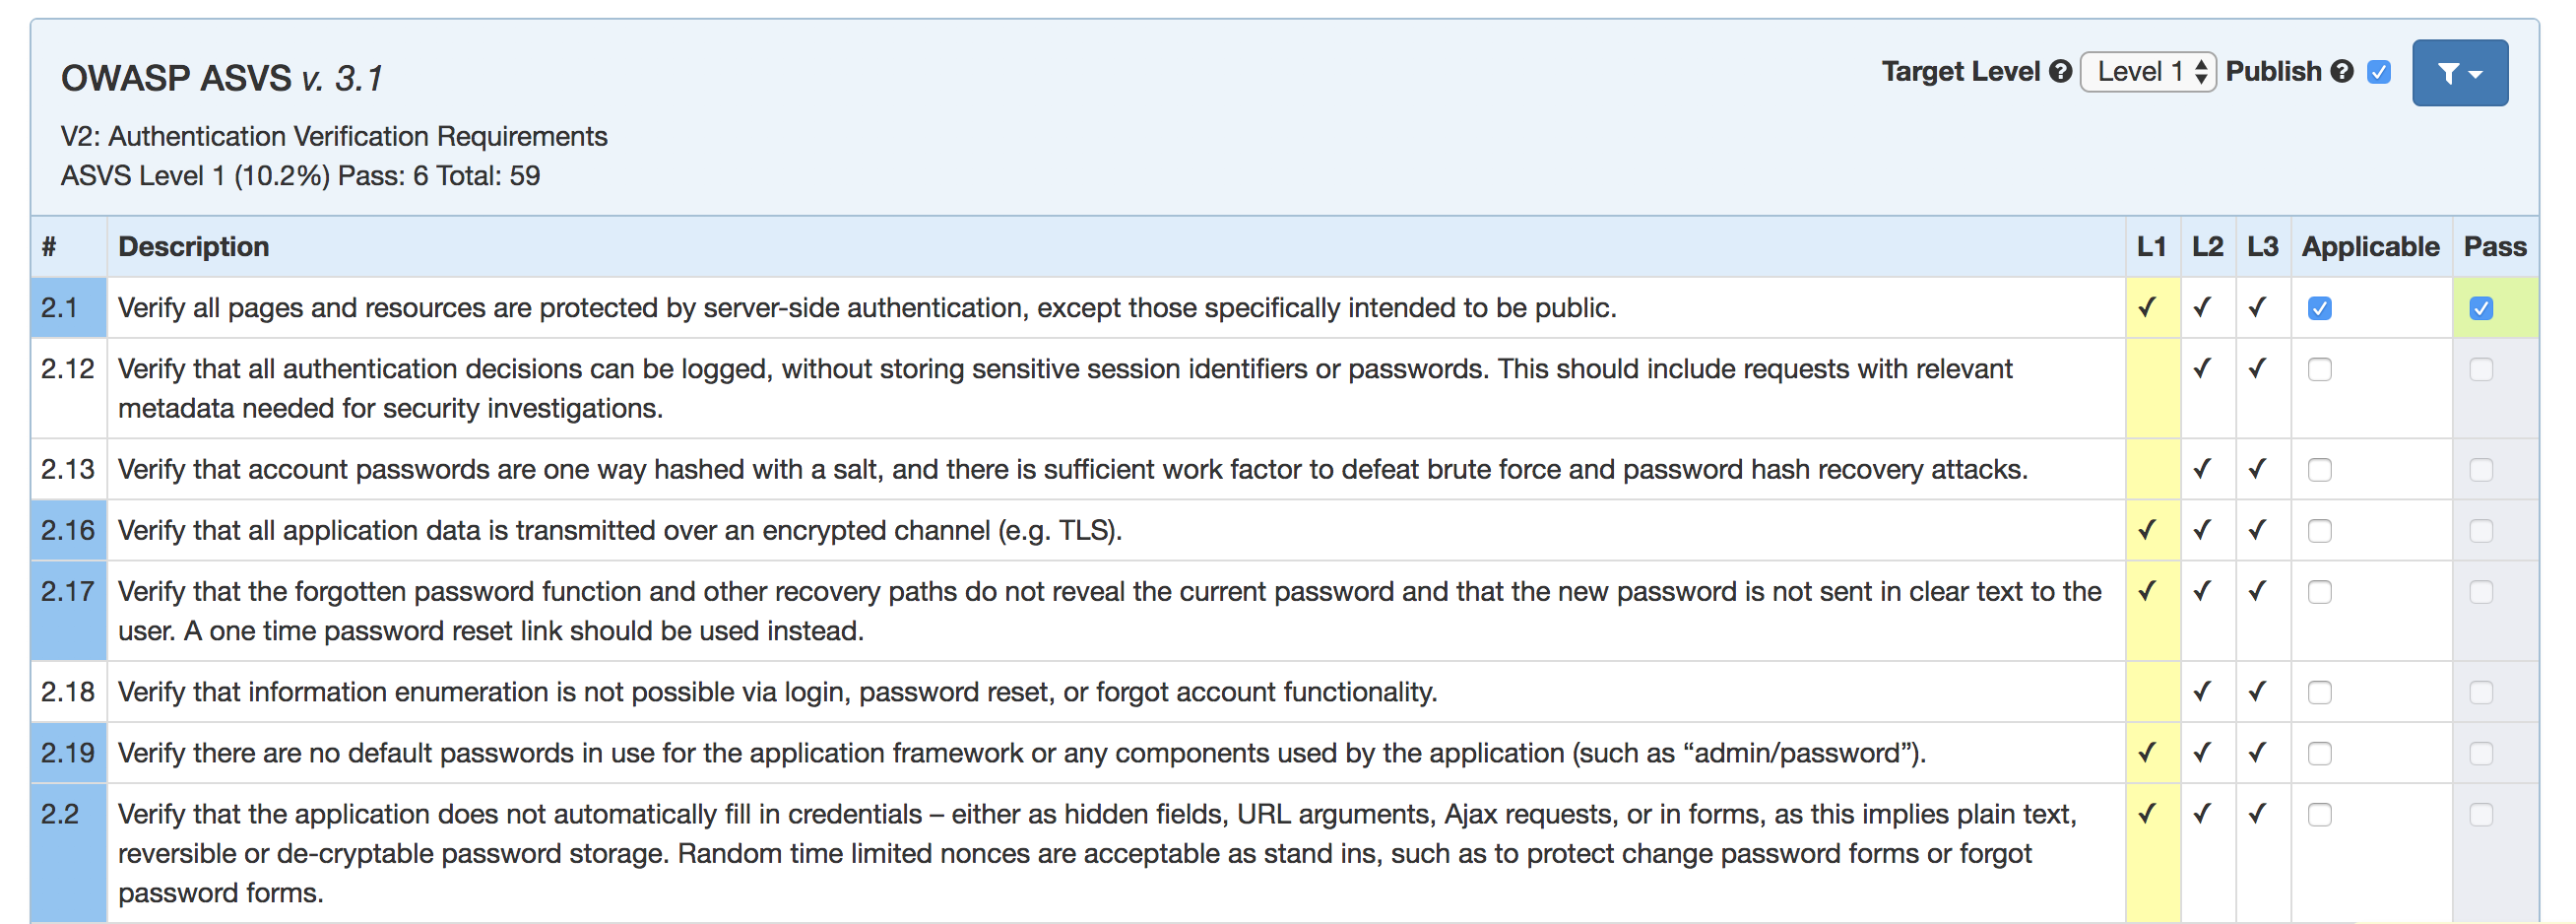 OWASP ASVS v. 3.1
Target Level ? Level 1 Publish ?
V2: Authentication Verification Requirements
ASVS Level 1 (10.2%) Pass: 6 Total: 59
# Description L1 L2 L3 Applicable Pass
2.1 Verify all pages and resources are protected by server-side authentication, except those specifically intended to be public. ✓ ✓ ✓
2.12 Verify that all authentication decisions can be logged, without storing sensitive session identifiers or passwords. This should include requests with relevant ✓ ✓
metadata needed for security investigations.
2.13 Verify that account passwords are one way hashed with a salt, and there is sufficient work factor to defeat brute force and password hash recovery attacks. ✓ ✓
2.16 Verify that all application data is transmitted over an encrypted channel (e.g. TLS). ✓ ✓ ✓
2.17 Verify that the forgotten password function and other recovery paths do not reveal the current password and that the new password is not sent in clear text to the ✓ ✓ ✓
user. A one time password reset link should be used instead.
2.18 Verify that information enumeration is not possible via login, password reset, or forgot account functionality. ✓ ✓
2.19 Verify there are no default passwords in use for the application framework or any components used by the application (such as “admin/password”). ✓ ✓ ✓
2.2 Verify that the application does not automatically fill in credentials – either as hidden fields, URL arguments, Ajax requests, or in forms, as this implies plain text, ✓ ✓ ✓
reversible or de-cryptable password storage. Random time limited nonces are acceptable as stand ins, such as to protect change password forms or forgot
password forms.